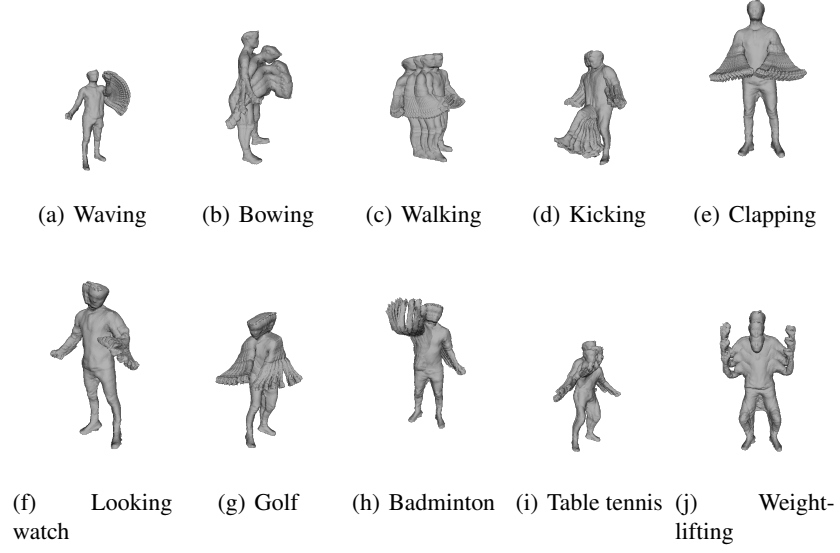 (a) Waving (b) Bowing (c) Walking (d) Kicking (e) Clapping
(f) Looking watch
(g) Golf (h) Badminton (i) Table tennis
(j) Weight-lifting